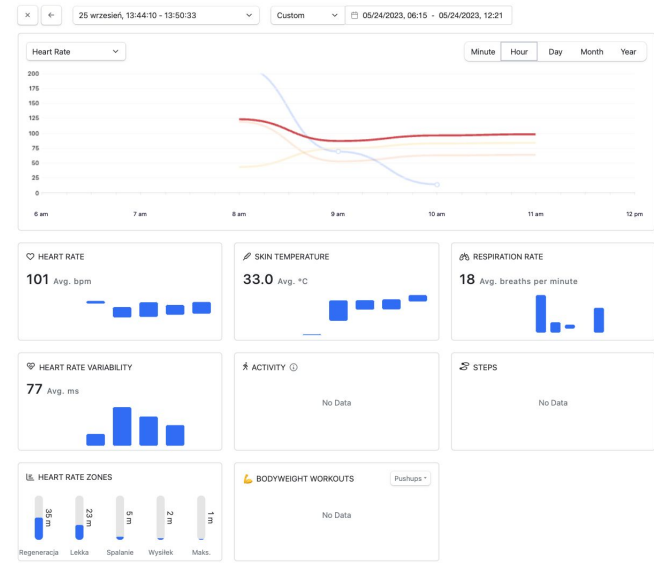 25 wrzesień, 13:44:10 - 13:50:33
Custom
05/24/2023, 06:15 - 05/24/2023, 12:21
Heart Rate
Minute Hour Day Month Year
200
175
150
125
100
75
50
25
0
6 am 7 am 8 am 9 am 10 am 11 am 12 pm
HEART RATE
101 Avg. bpm
SKIN TEMPERATURE
33.0 Avg. °C
RESPIRATION RATE
18 Avg. breaths per minute
HEART RATE VARIABILITY
77 Avg. ms
ACTIVITY
No Data
STEPS
No Data
HEART RATE ZONES
35 m 23 m 5 m 2 m 1 m
Regeneracja Lekka Spalanie Wysiłek Maks.
BODYWEIGHT WORKOUTS
Pushups
No Data